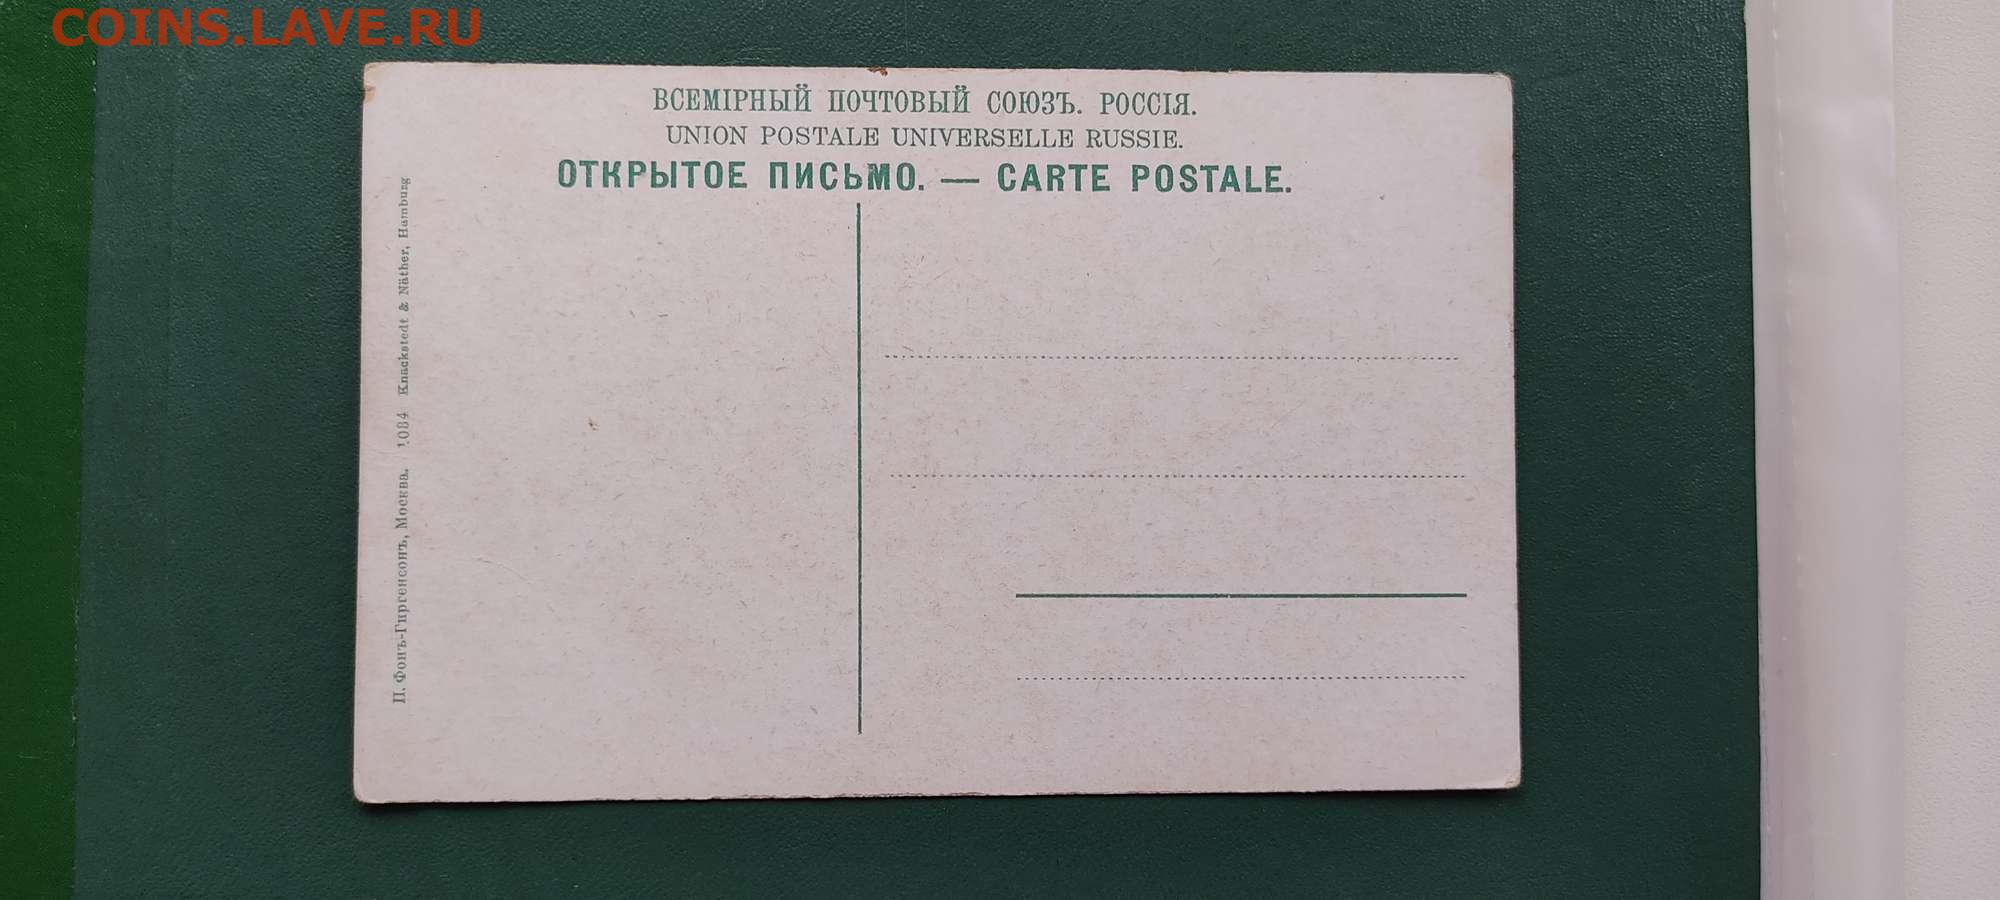 COINS.LAVE.RU
ВСЕМІРНЫЙ ПОЧТОВЫЙ СОЮЗЪ. РОССІЯ.
UNION POSTALE UNIVERSELLE RUSSIE.
ОТКРЫТОЕ ПИСЬМО. — CARTE POSTALE.
П. Фонъ-Гиргенсонъ, Москва. 1084 Knackstedt & Näther, Hamburg